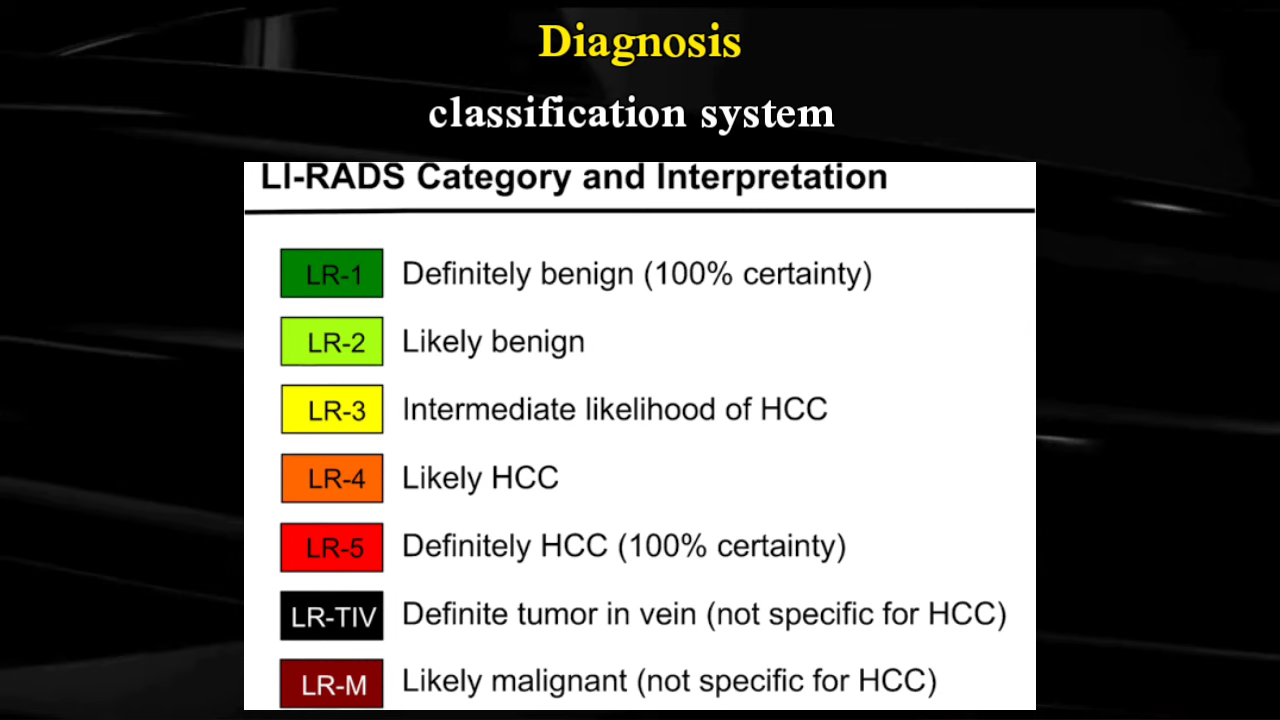 Diagnosis
classification system
LI-RADS Category and Interpretation
LR-1 Definitely benign (100% certainty)
LR-2 Likely benign
LR-3 Intermediate likelihood of HCC
LR-4 Likely HCC
LR-5 Definitely HCC (100% certainty)
LR-TIV Definite tumor in vein (not specific for HCC)
LR-M Likely malignant (not specific for HCC)